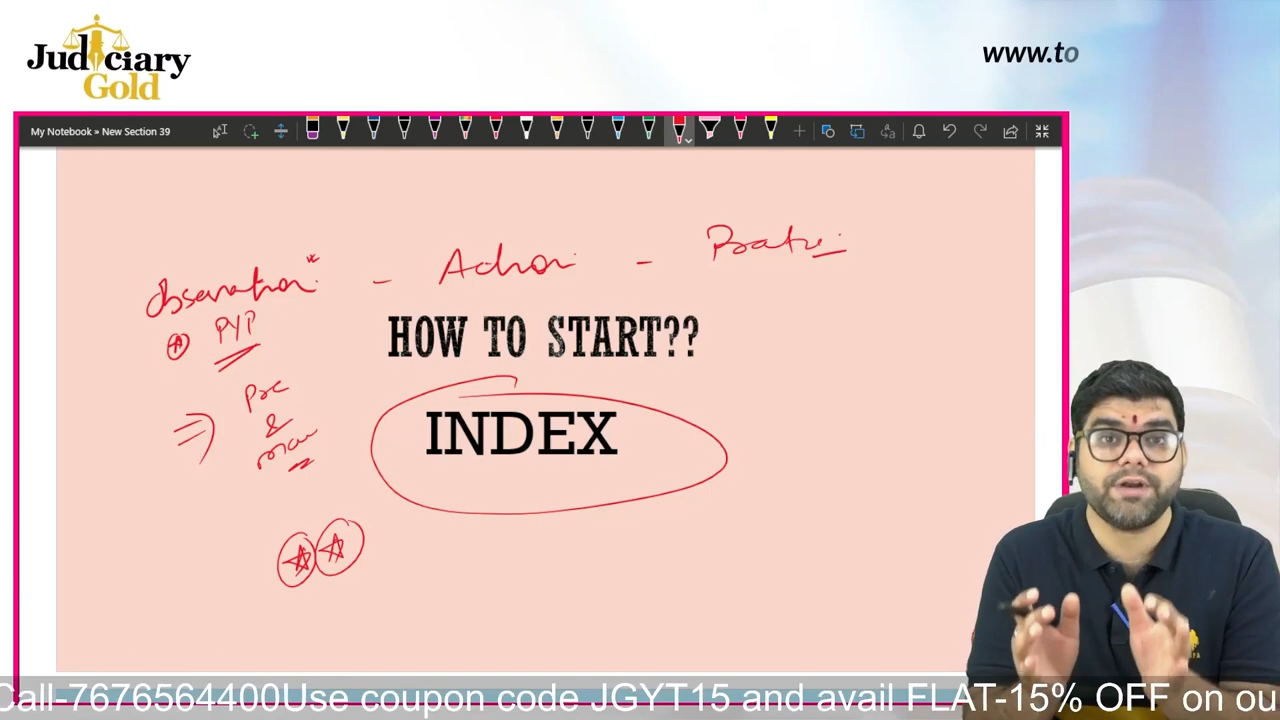 Judiciary
Gold
www.to
My Notebook » New Section 39
Observation* - Action -
PYP
HOW TO START??
Pre
&
INDEX
Call-7676564400Use coupon code JGYT15 and avail FLAT-15% OFF on ou